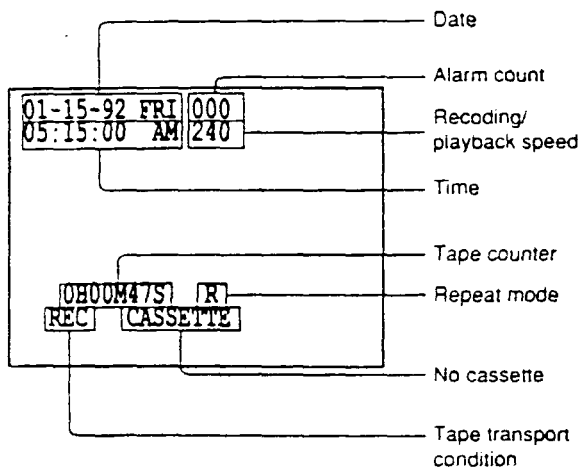 Date
Alarm count
01-15-92 FRI 000
05:15:00 AM 240
Recoding/
playback speed
Time
Tape counter
0H00M47S R
Repeat mode
REC CASSETTE
No cassette
Tape transport
condition